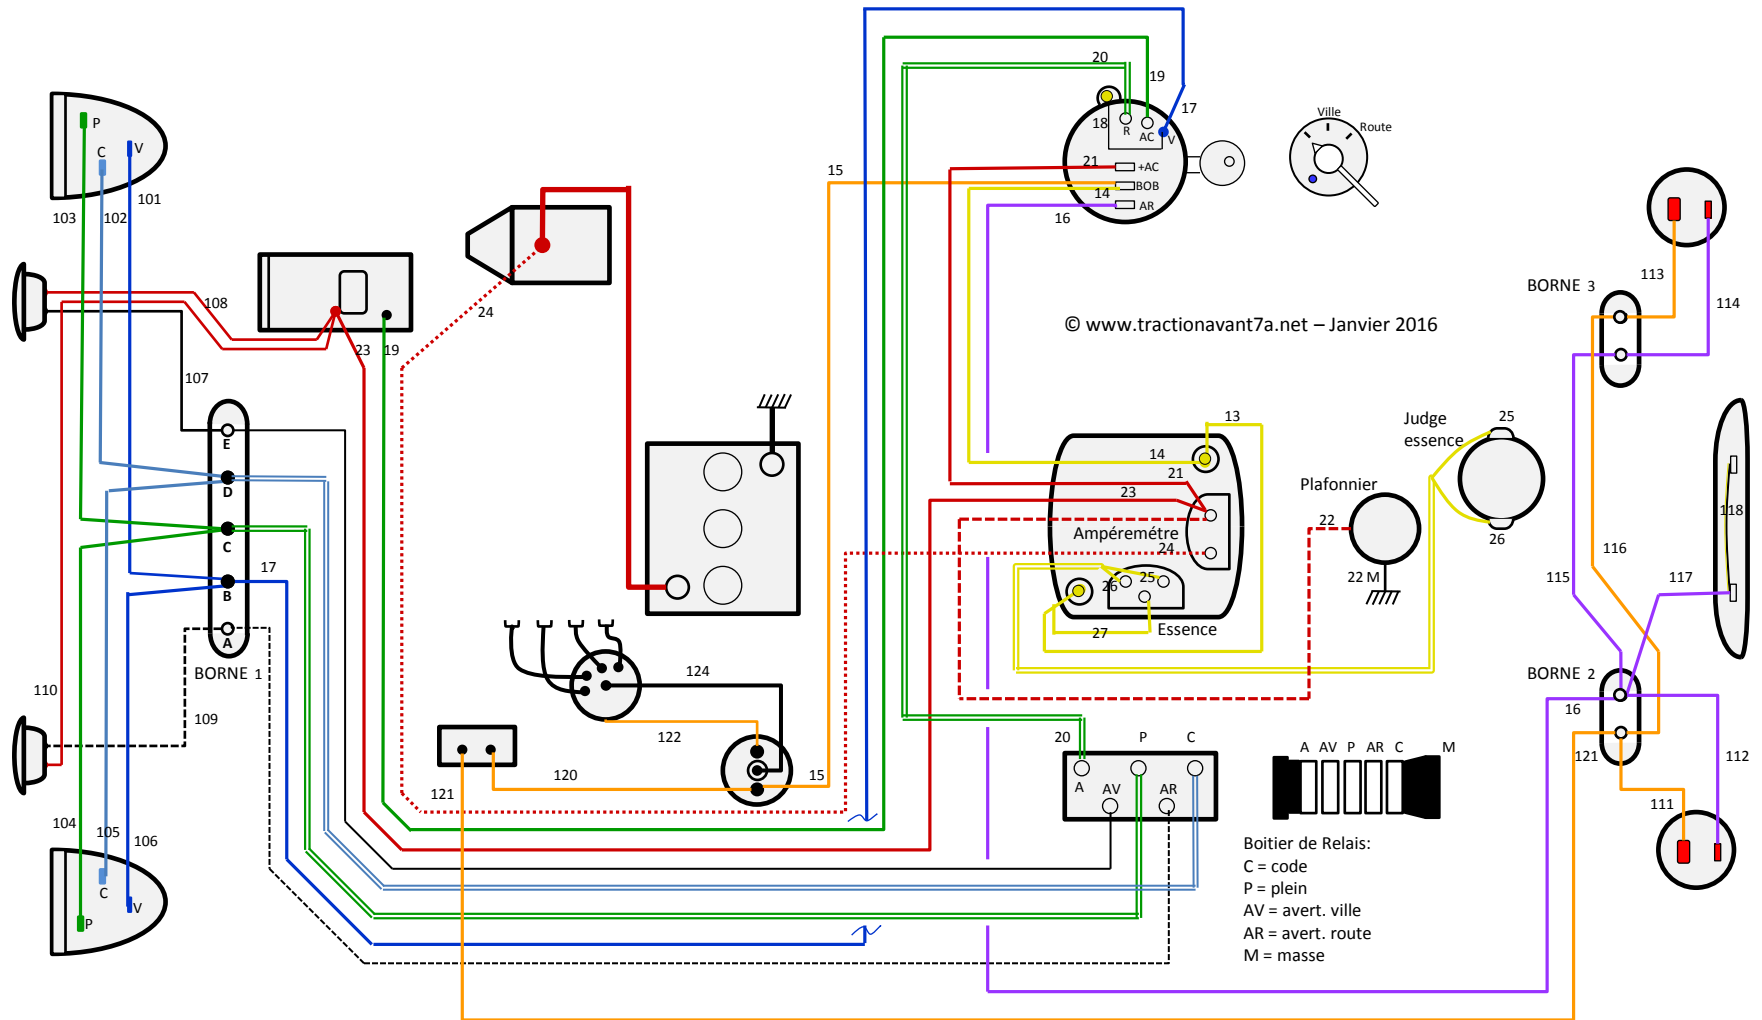 20
19
17
18
R
AC
V
21
+AC
14
BOB
AR
15
16
Ville
Route
P
C
V
103
102
101
108
23
19
24
107
E
D
C
B
A
17
BORNE 1
110
109
104
105
106
C
V
P
124
122
120
121
15
© www.tractionavant7a.net – Janvier 2016
13
14
21
23
Ampéremétre
24
25
26
27
Essence
22
Plafonnier
22 M
Judge
essence
25
26
BORNE 3
113
114
115
116
117
118
BORNE 2
16
121
112
111
20
P
C
A
AV
AR
A AV P AR C M
Boitier de Relais:
C = code
P = plein
AV = avert. ville
AR = avert. route
M = masse